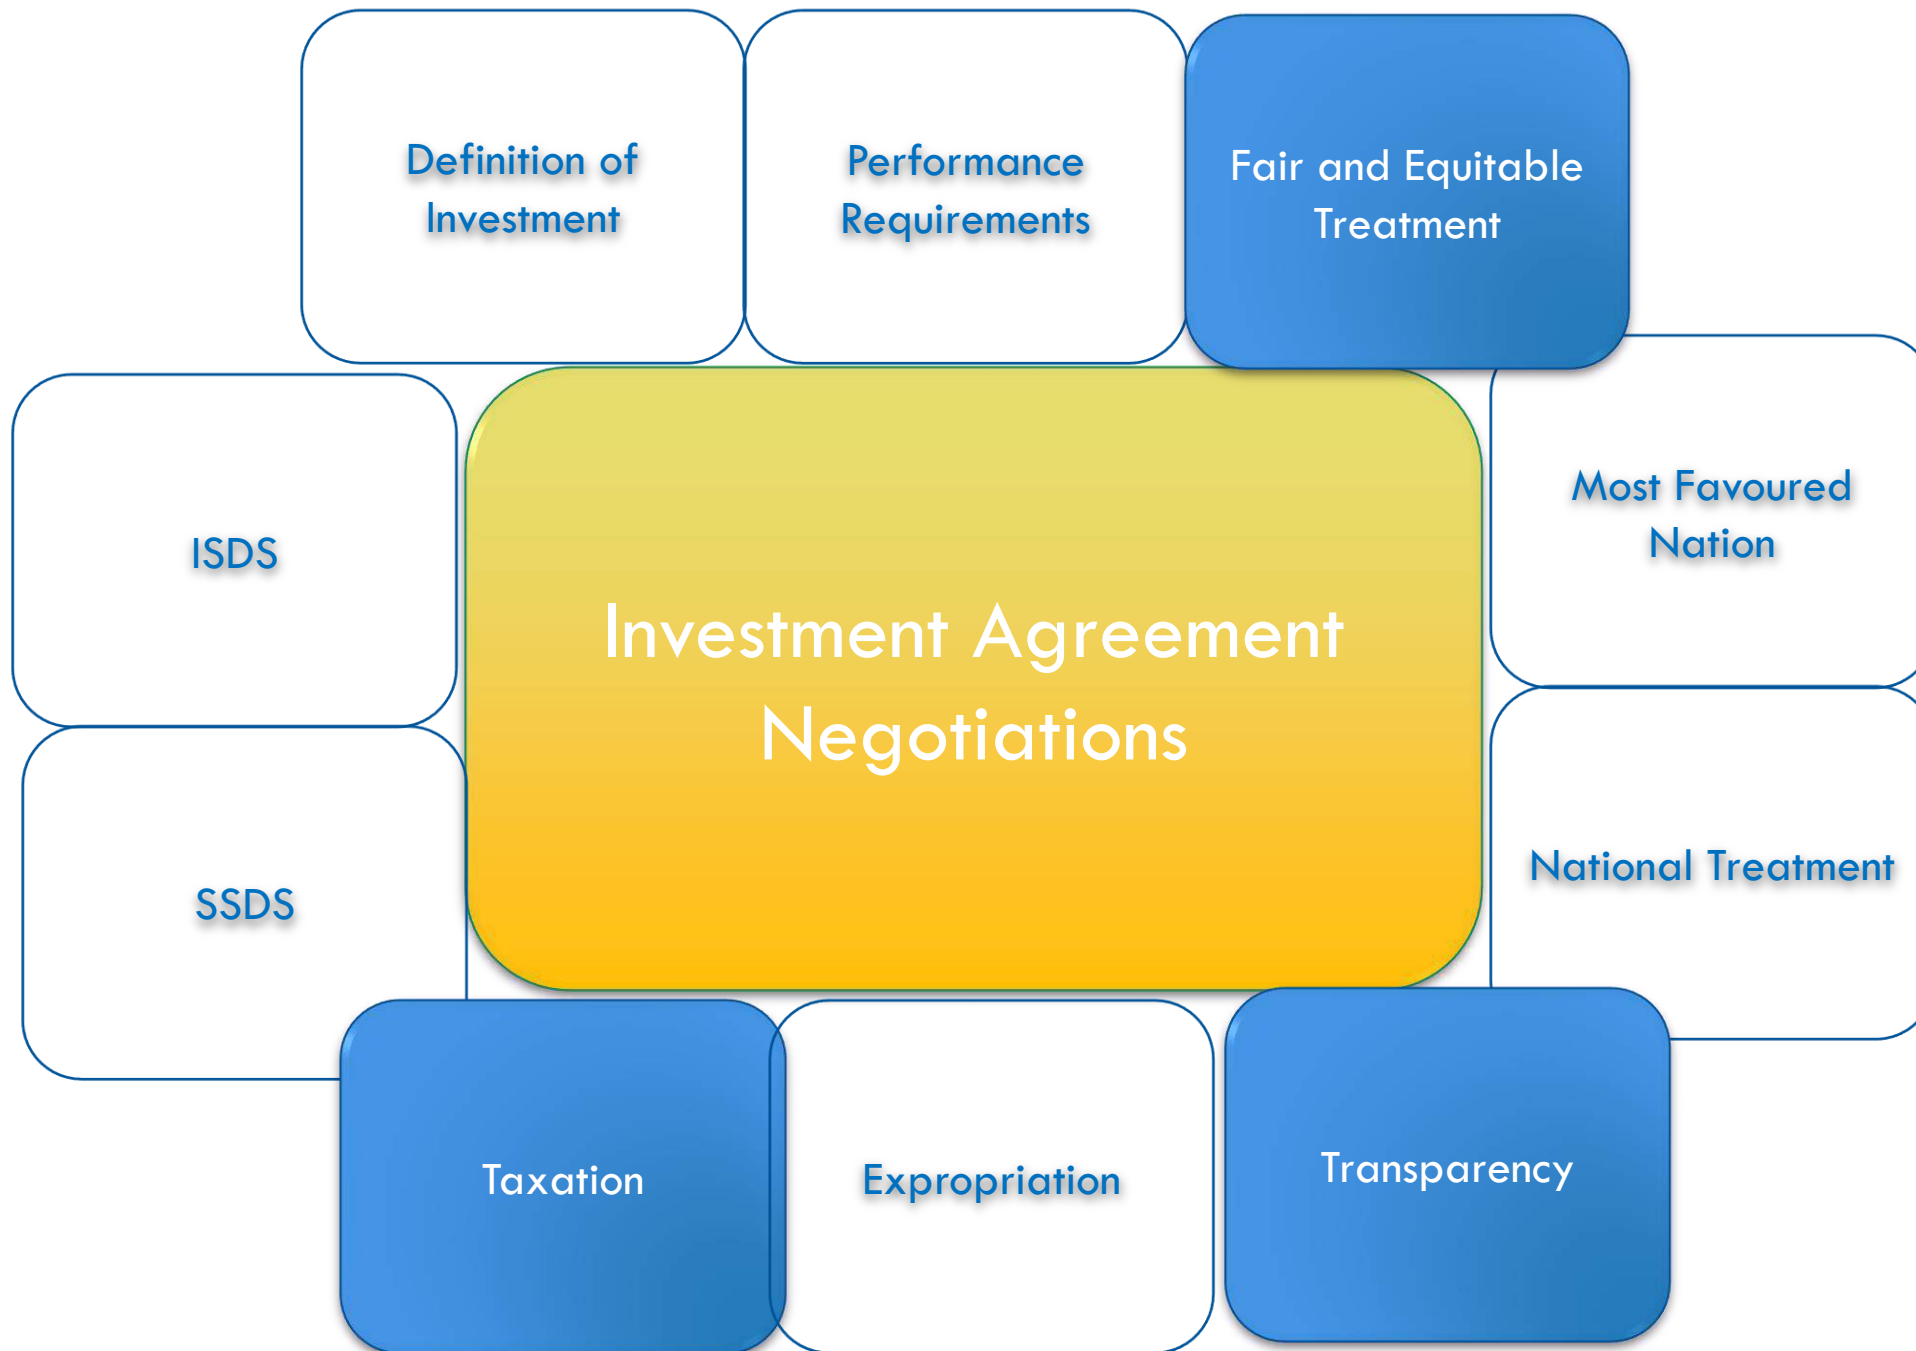 Definition of
Investment
Performance
Requirements
Fair and Equitable
Treatment
ISDS
Most Favoured
Nation
Investment Agreement
Negotiations
SSDS
National Treatment
Taxation
Expropriation
Transparency